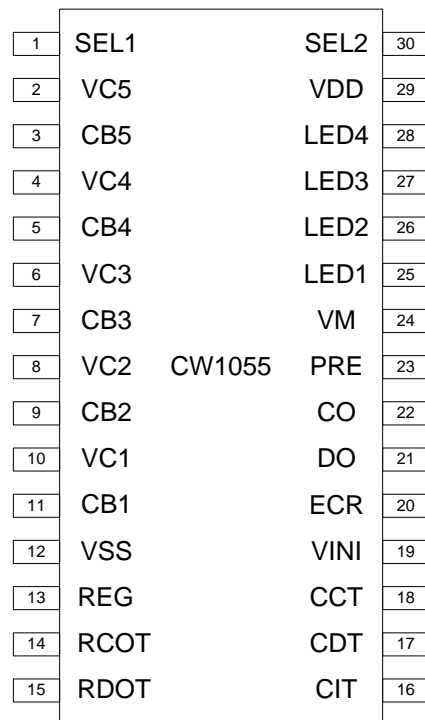 1 SEL1 SEL2 30
2 VC5 VDD 29
3 CB5 LED4 28
4 VC4 LED3 27
5 CB4 LED2 26
6 VC3 LED1 25
7 CB3 VM 24
8 VC2 CW1055 PRE 23
9 CB2 CO 22
10 VC1 DO 21
11 CB1 ECR 20
12 VSS VINI 19
13 REG CCT 18
14 RCOT CDT 17
15 RDOT CIT 16